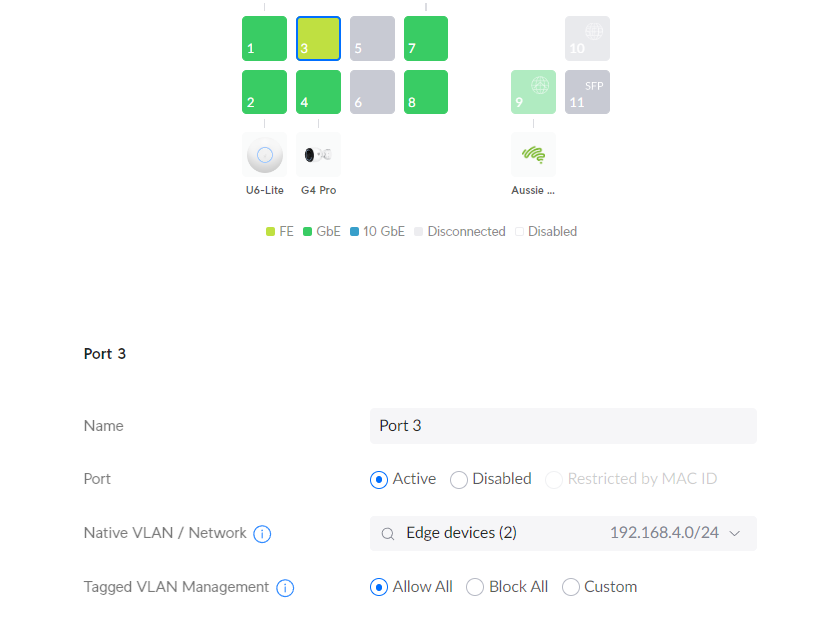 1 3 5 7 10
2 4 6 8 9 SFP 11
U6-Lite G4 Pro Aussie ...
FE GbE 10 GbE Disconnected Disabled
Port 3
Name Port 3
Port Active Disabled Restricted by MAC ID
Native VLAN / Network Edge devices (2) 192.168.4.0/24
Tagged VLAN Management Allow All Block All Custom